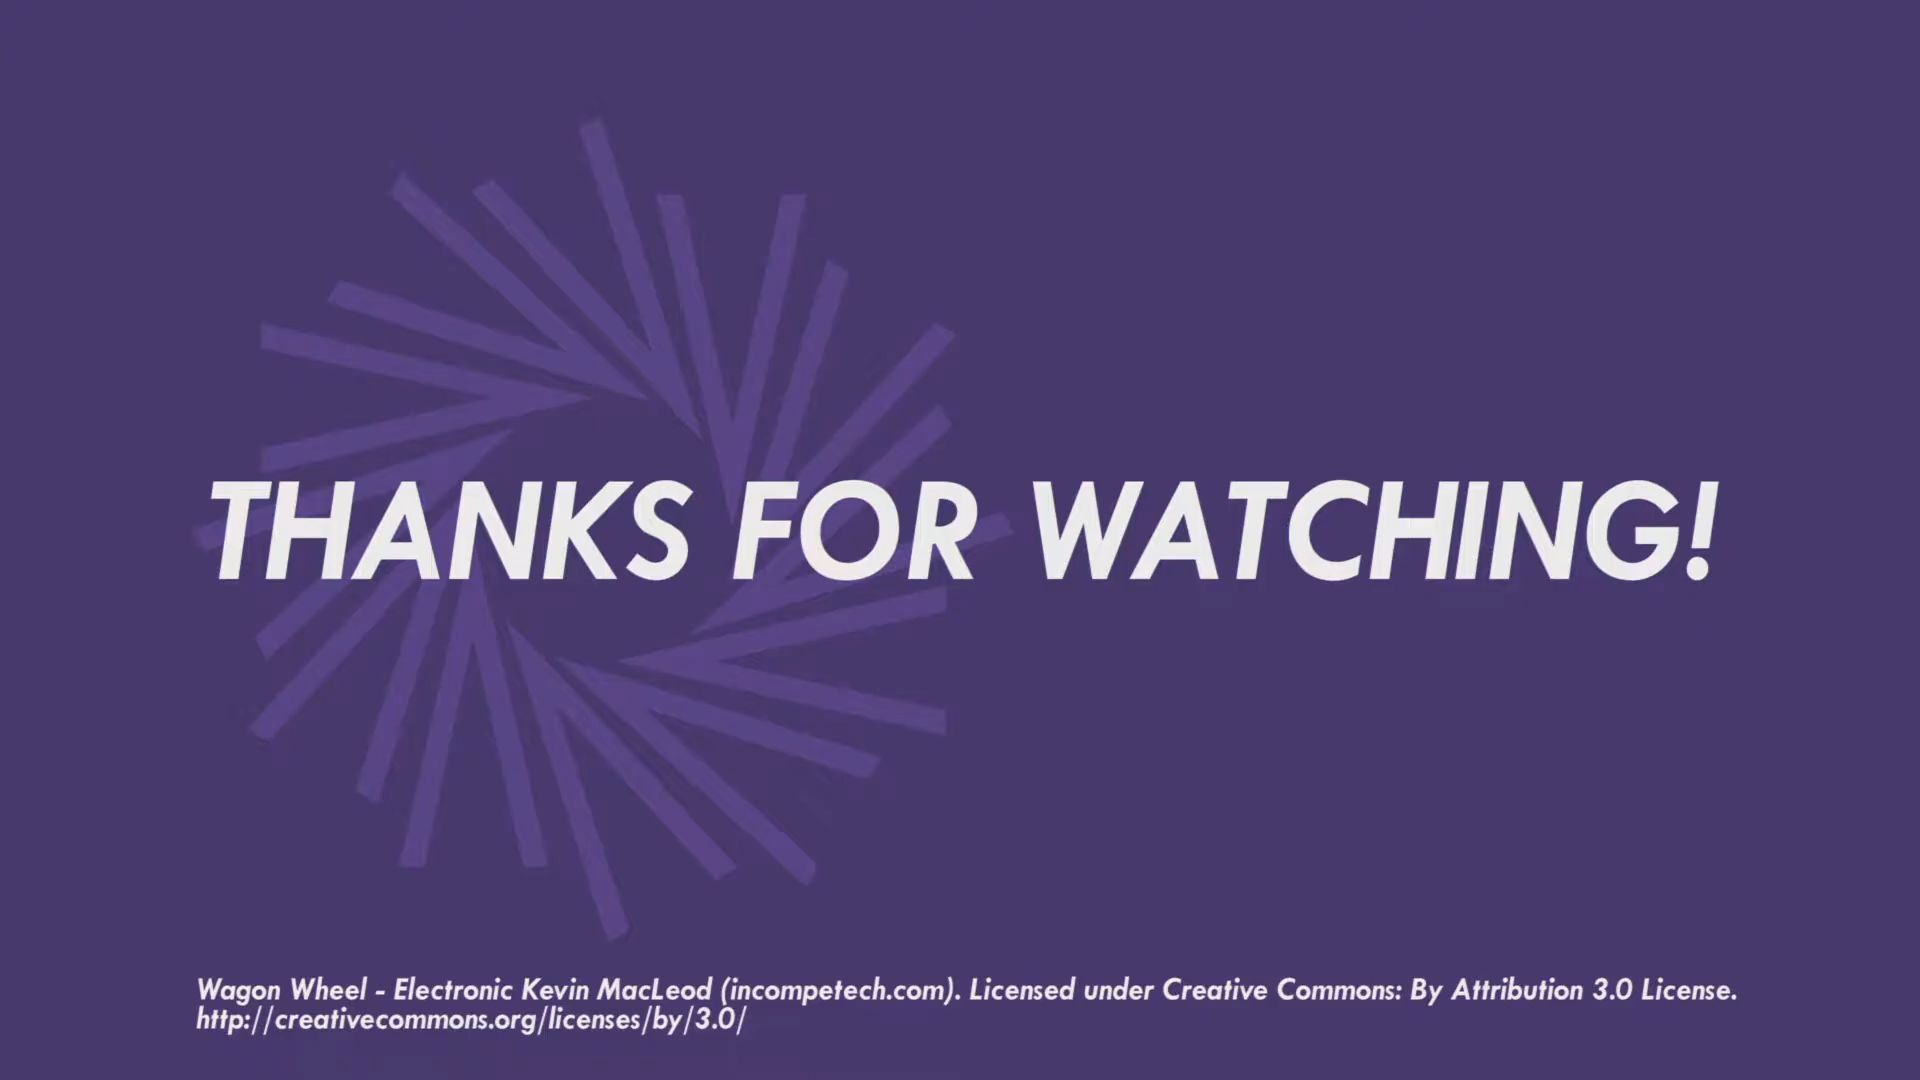 THANKS FOR WATCHING!
Wagon Wheel - Electronic Kevin MacLeod (incompetech.com). Licensed under Creative Commons: By Attribution 3.0 License.
http://creativecommons.org/licenses/by/3.0/